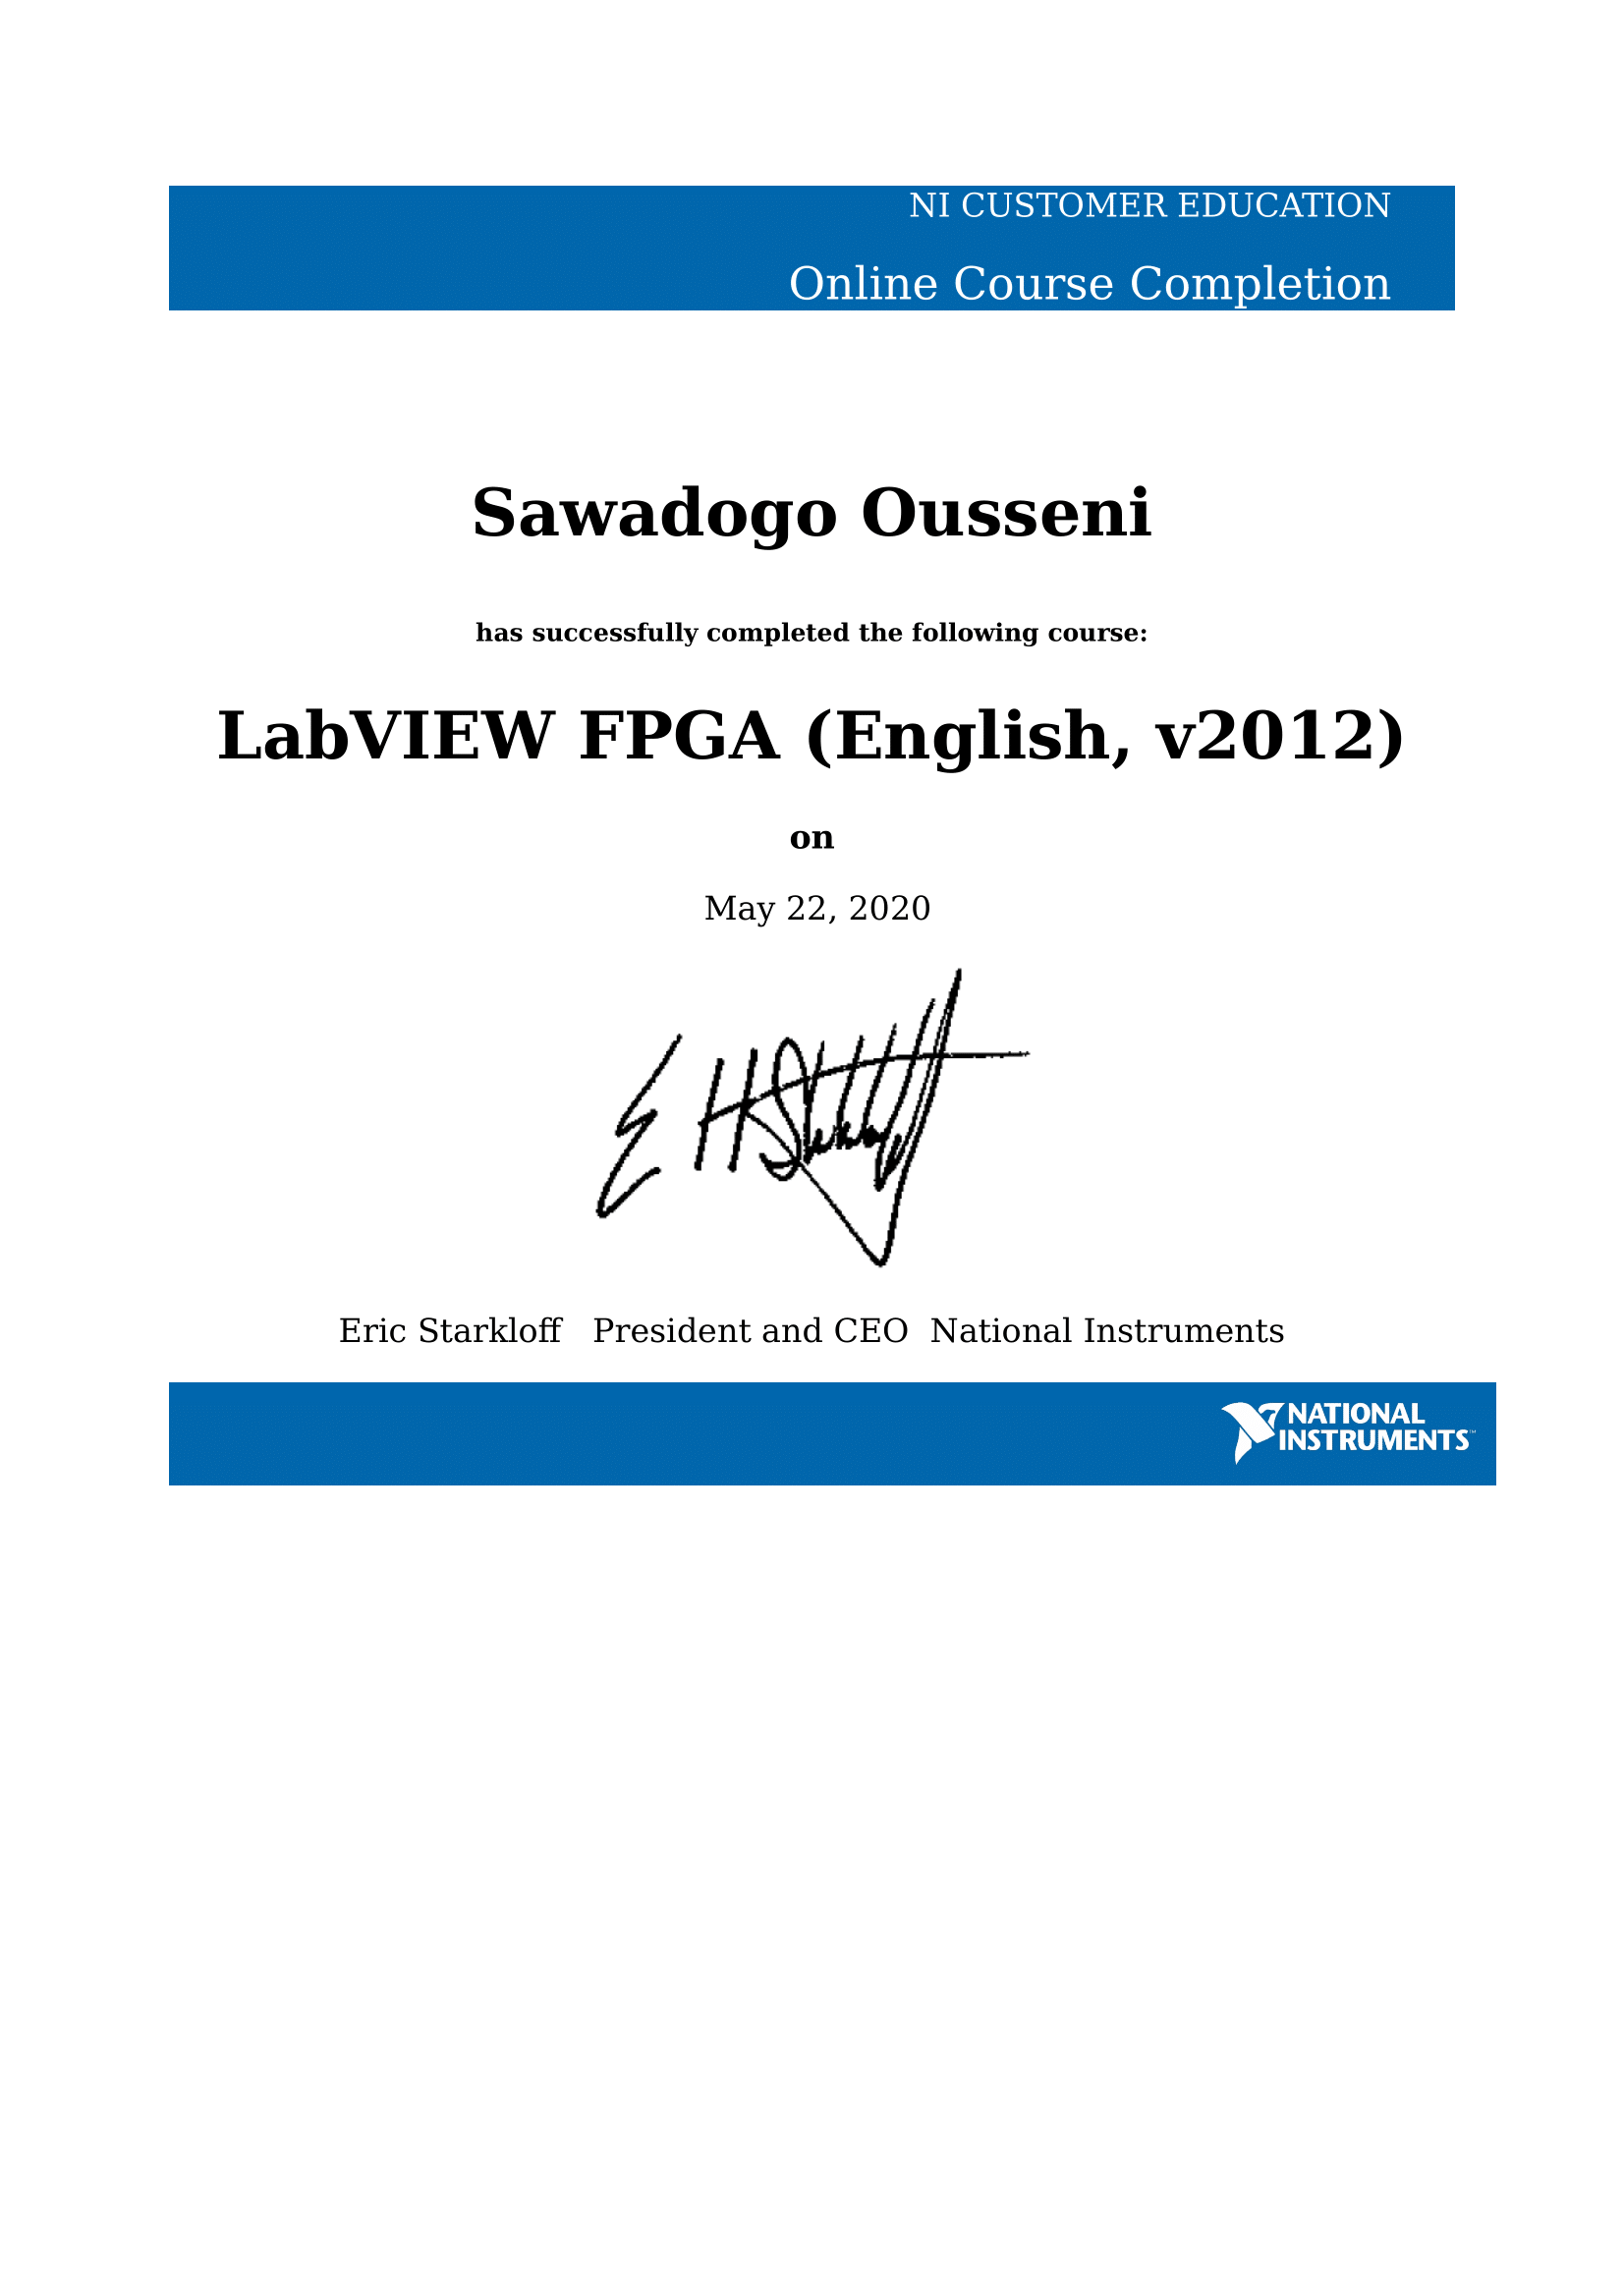 NI CUSTOMER EDUCATION
Online Course Completion
Sawadogo Ousseni
has successfully completed the following course:
LabVIEW FPGA (English, v2012)
on
May 22, 2020
Eric Starkloff   President and CEO  National Instruments
NATIONAL
INSTRUMENTS™